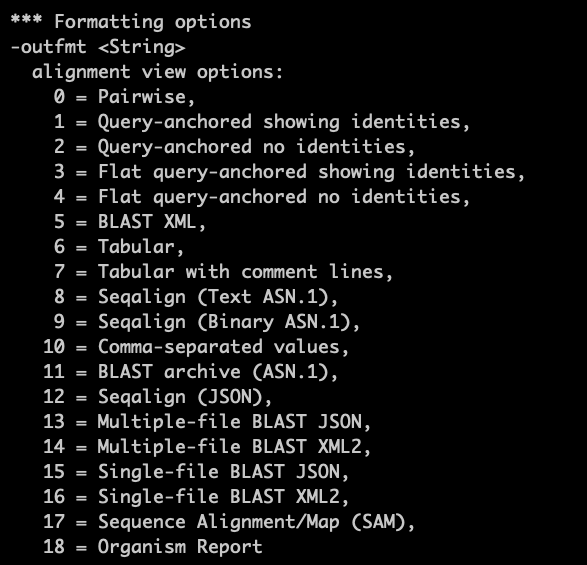 *** Formatting options
-outfmt <String>
alignment view options:
0 = Pairwise,
1 = Query-anchored showing identities,
2 = Query-anchored no identities,
3 = Flat query-anchored showing identities,
4 = Flat query-anchored no identities,
5 = BLAST XML,
6 = Tabular,
7 = Tabular with comment lines,
8 = Seqalign (Text ASN.1),
9 = Seqalign (Binary ASN.1),
10 = Comma-separated values,
11 = BLAST archive (ASN.1),
12 = Seqalign (JSON),
13 = Multiple-file BLAST JSON,
14 = Multiple-file BLAST XML2,
15 = Single-file BLAST JSON,
16 = Single-file BLAST XML2,
17 = Sequence Alignment/Map (SAM),
18 = Organism Report